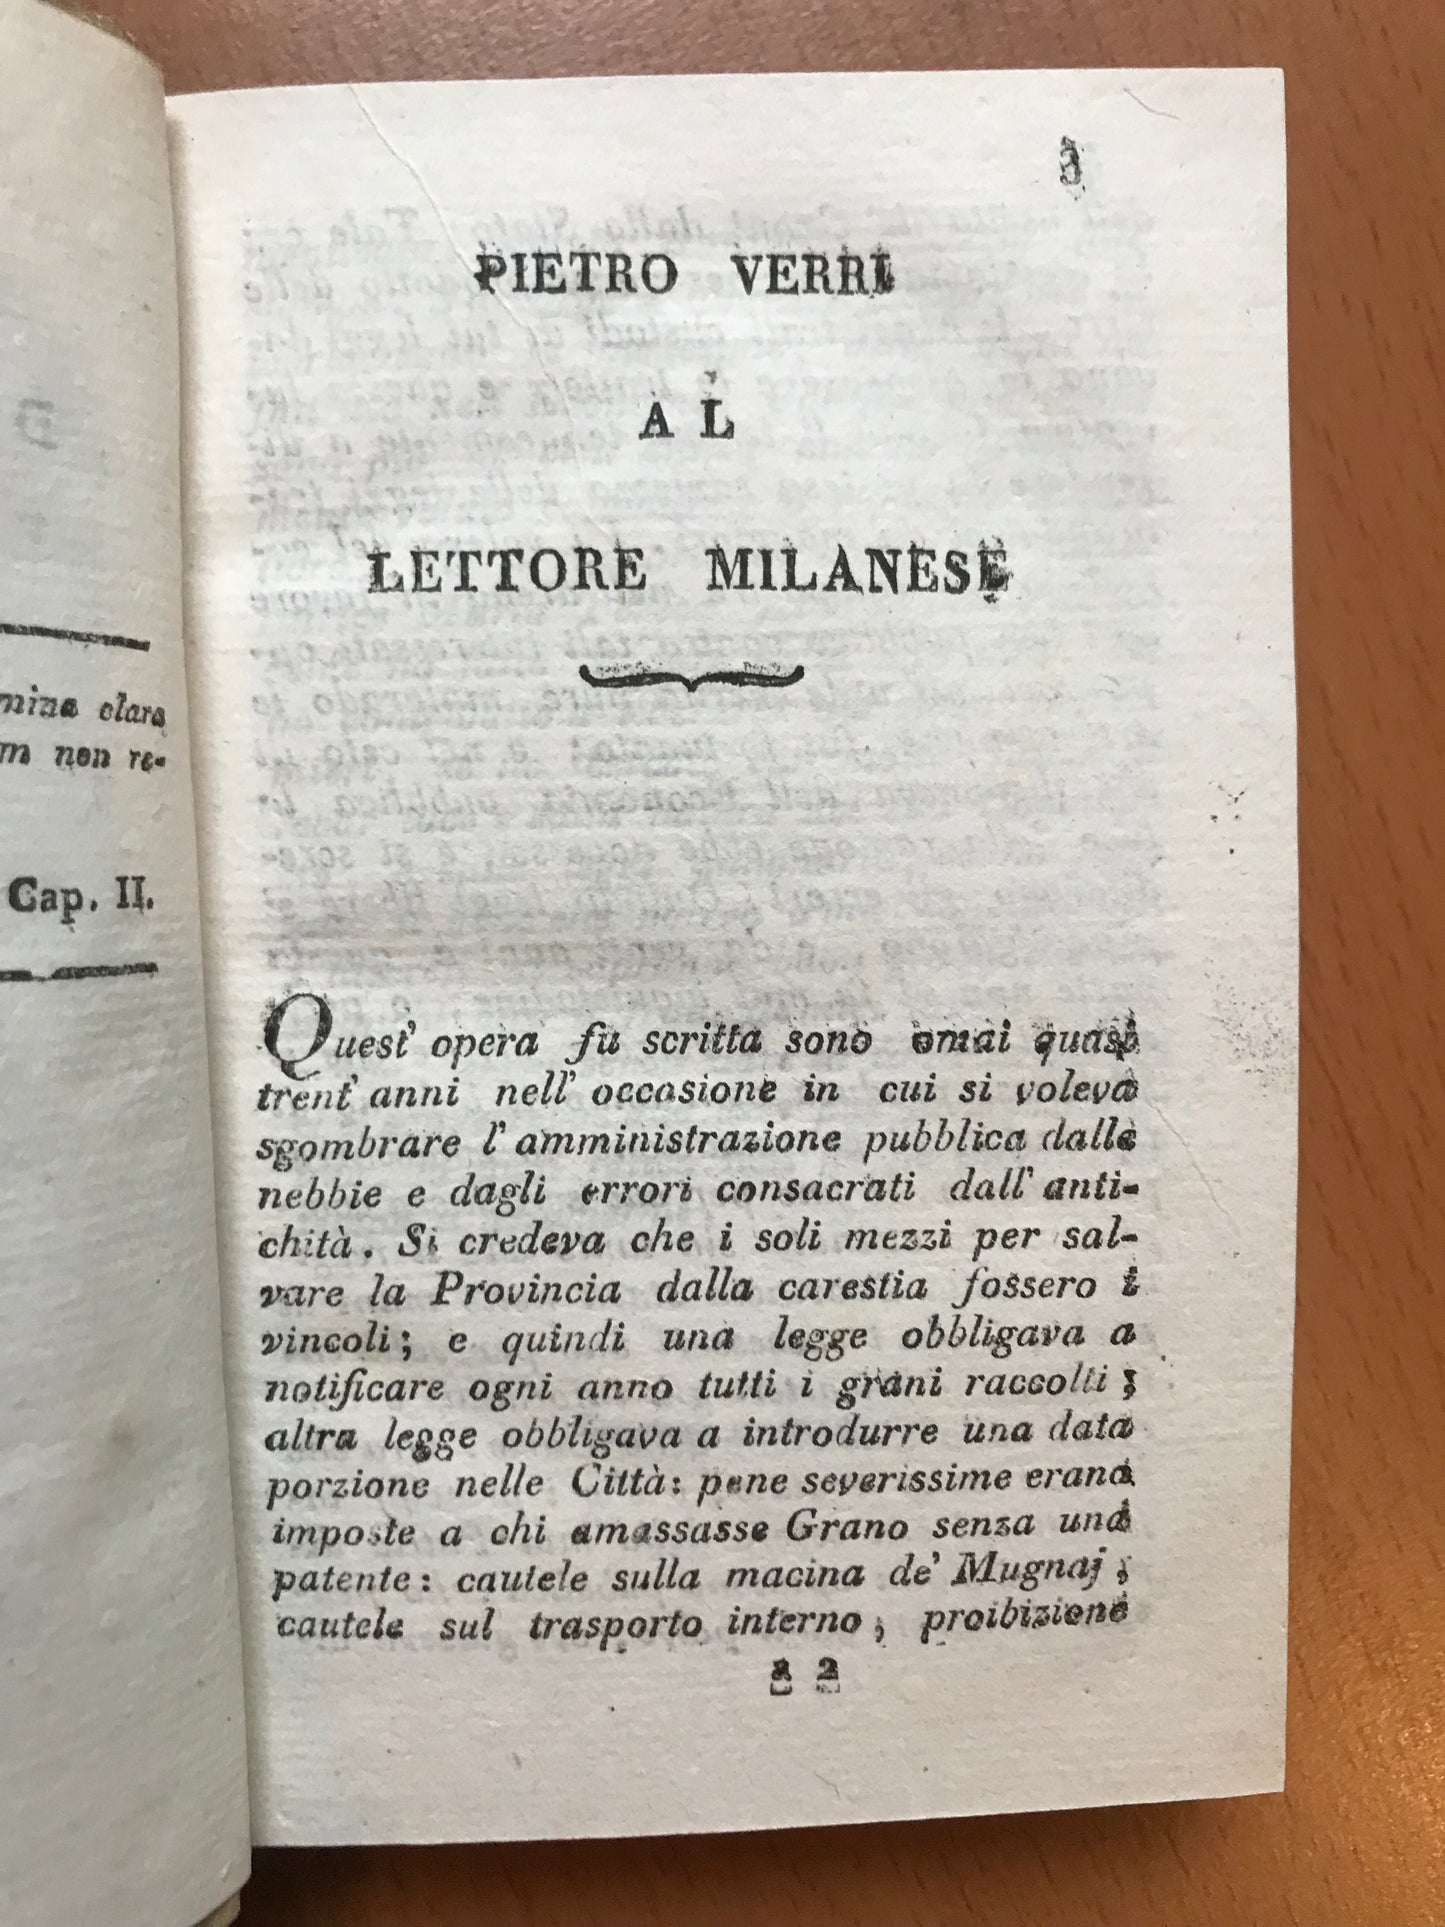 mina clara
m non re-
Cap. II.
3
PIETRO VERRI
AL
LETTORE MILANESE
Quest' opera fu scritta sono omai quasi
trent' anni nell' occasione in cui si voleva
sgombrare l' amministrazione pubblica dalle
nebbie e dagli errori consacrati dall' anti-
chità. Si credeva che i soli mezzi per sal-
vare la Provincia dalla carestia fossero i
vincoli; e quindi una legge obbligava a
notificare ogni anno tutti i grani raccolti;
altra legge obbligava a introdurre una data
porzione nelle Città: pene severissime erano
imposte a chi amassasse Grano senza una
patente: cautele sulla macina de' Mugnaj;
cautele sul trasporto interno, proibizione
a 2